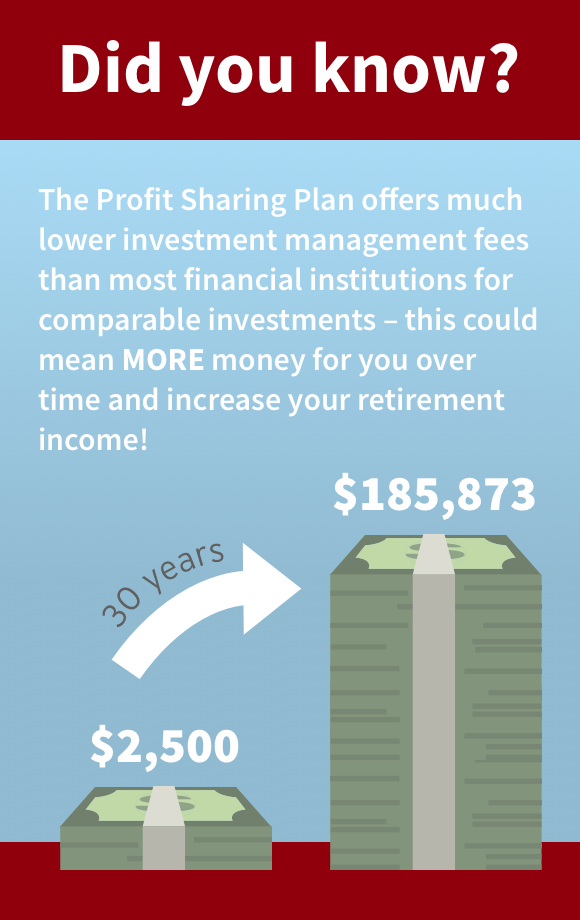 Did you know?
The Profit Sharing Plan offers much
lower investment management fees
than most financial institutions for
comparable investments – this could
mean MORE money for you over
time and increase your retirement
income!
$185,873
30 years
$2,500